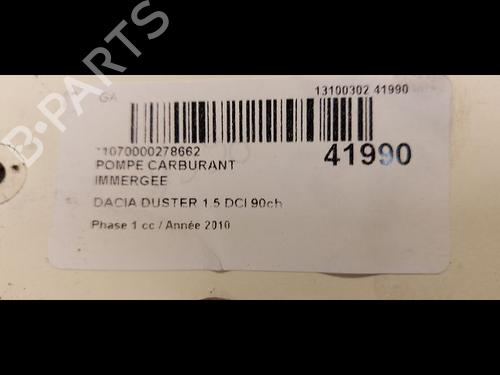 GA
13100302 41990
*1070000278662
41990
POMPE CARBURANT
IMMERGEE
DACIA DUSTER 1.5 DCI 90ch
Phase 1 cc / Année 2010
B-PARTS